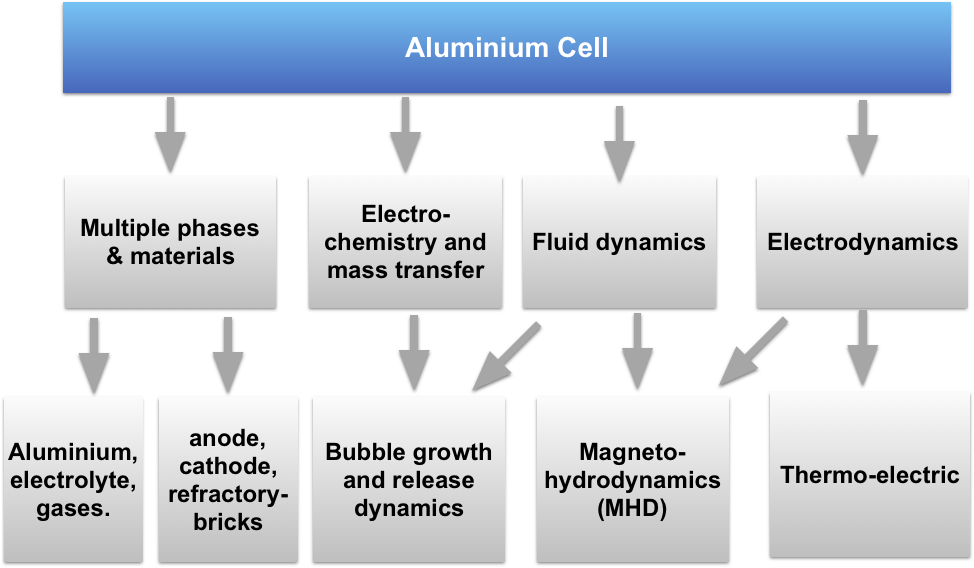 Aluminium Cell
Multiple phases
& materials
Electro-
chemistry and
mass transfer
Fluid dynamics
Electrodynamics
Aluminium,
electrolyte,
gases.
anode,
cathode,
refractory-
bricks
Bubble growth
and release
dynamics
Magneto-
hydrodynamics
(MHD)
Thermo-electric